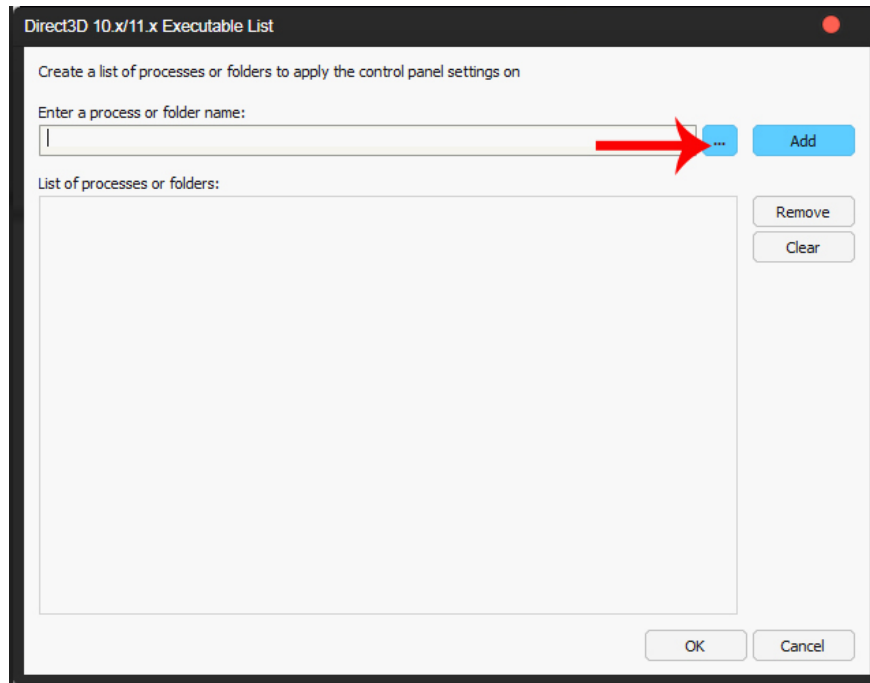 Direct3D 10.x/11.x Executable List
Create a list of processes or folders to apply the control panel settings on
Enter a process or folder name:
...
Add
List of processes or folders:
Remove
Clear
OK
Cancel